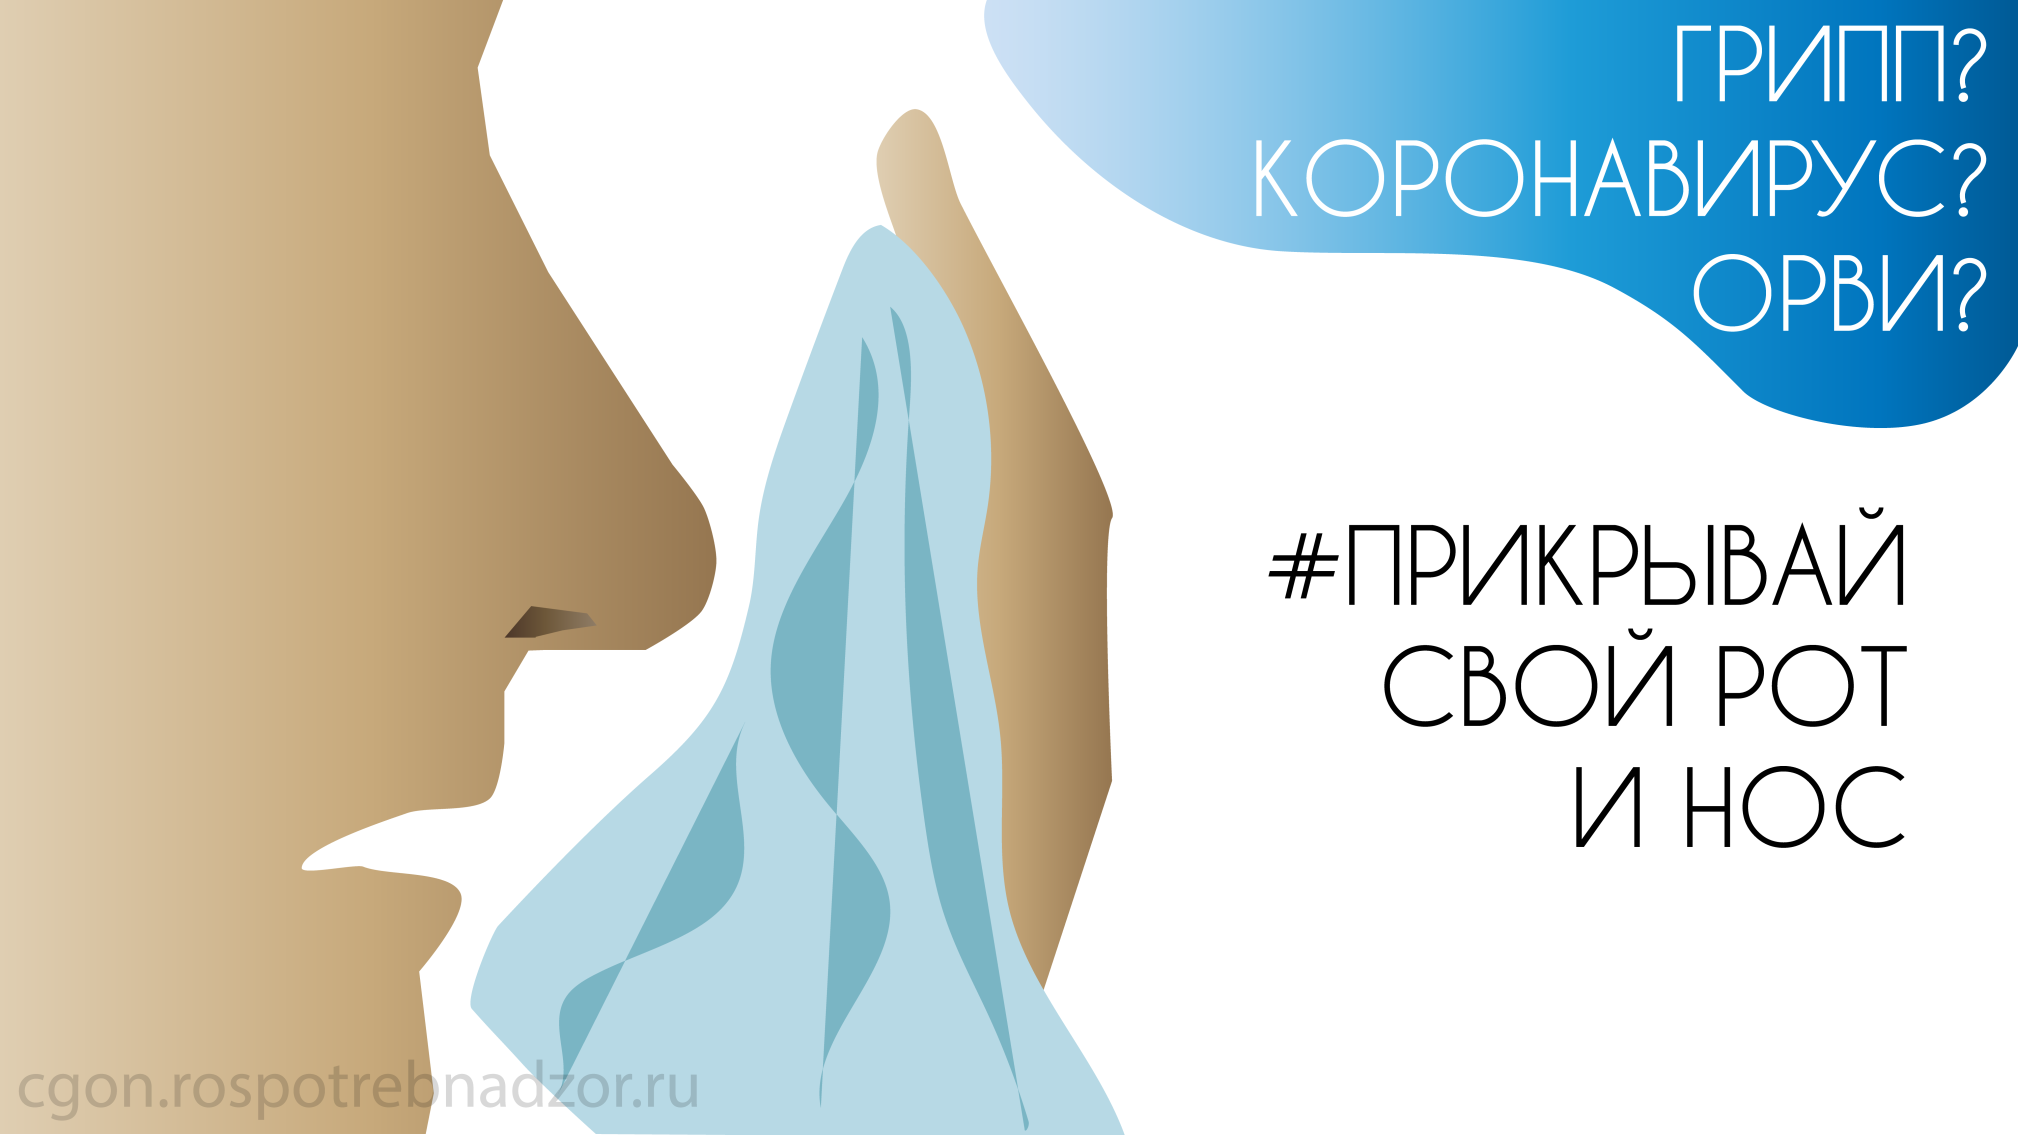 ГРИПП?
КОРОНАВИРУС?
ОРВИ?
#ПРИКРЫВАЙ
СВОЙ РОТ
И НОС
cgon.rospotrebnadzor.ru